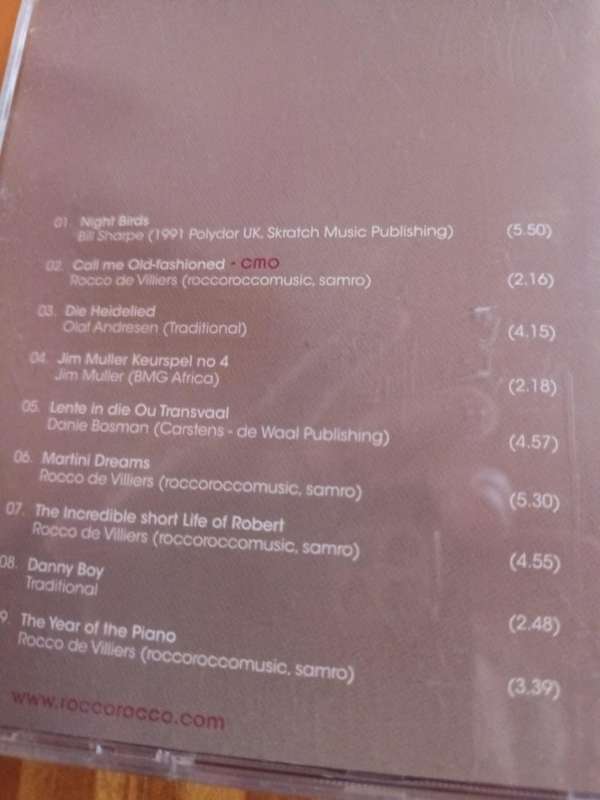 01. Night Birds
Bill Sharpe (1991 Polydor UK, Skratch Music Publishing) (5.50)
02. Call me Old-fashioned - cmo
Rocco de Villiers (roccoroccomusic, samro) (2.16)
03. Die Heidelied
Olaf Andresen (Traditional) (4.15)
04. Jim Muller Keurspel no 4
Jim Muller (BMG Africa) (2.18)
05. Lente in die Ou Transvaal
Danie Bosman (Carstens - de Waal Publishing) (4.57)
06. Martini Dreams
Rocco de Villiers (roccoroccomusic, samro) (5.30)
07. The Incredible short Life of Robert
Rocco de Villiers (roccoroccomusic, samro) (4.55)
08. Danny Boy
Traditional (2.48)
9. The Year of the Piano
Rocco de Villiers (roccoroccomusic, samro) (3.39)
www.roccorocco.com